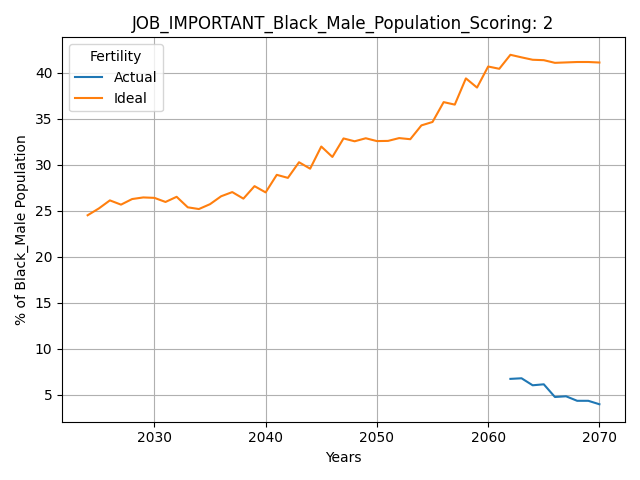 JOB_IMPORTANT_Black_Male_Population_Scoring: 2
Fertility
Actual
Ideal
% of Black_Male Population
40
35
30
25
20
15
10
5
2030 2040 2050 2060 2070
Years